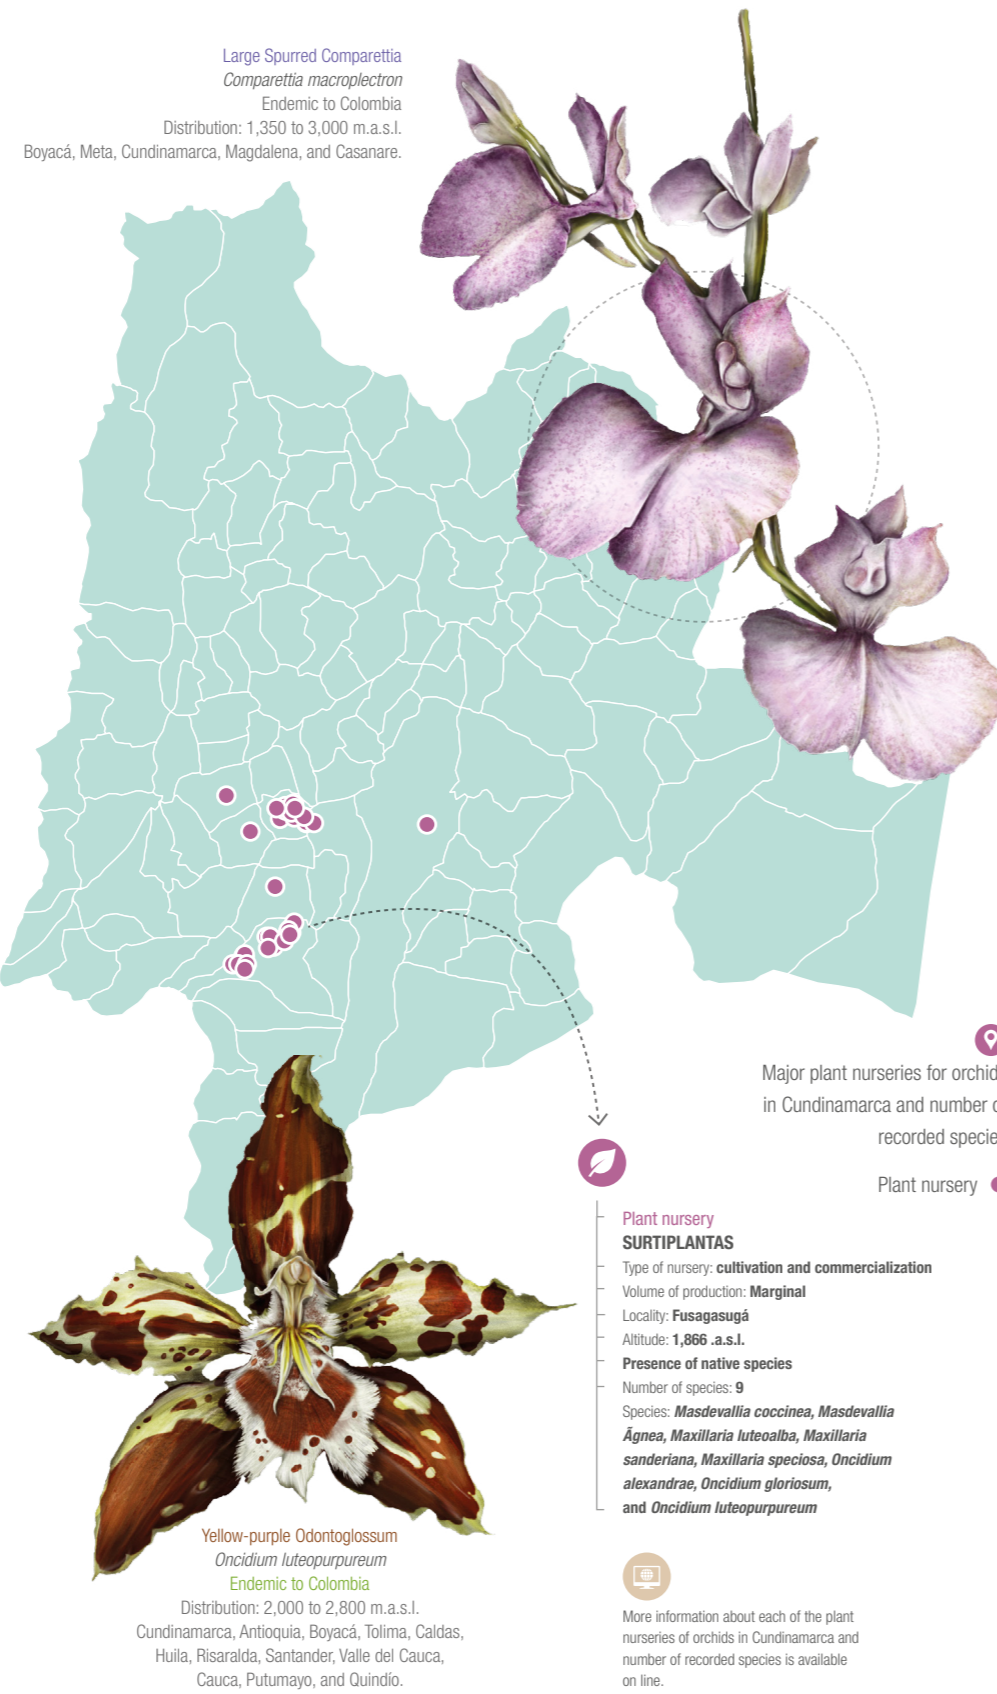 Large Spurred Comparettia
Comparettia macroplectron
Endemic to Colombia
Distribution: 1,350 to 3,000 m.a.s.l.
Boyacá, Meta, Cundinamarca, Magdalena, and Casanare.
Major plant nurseries for orchid
in Cundinamarca and number o
recorded specie
Plant nursery
Plant nursery
SURTIPLANTAS
Type of nursery: cultivation and commercialization
Volume of production: Marginal
Locality: Fusagasugá
Altitude: 1,866 .a.s.l.
Presence of native species
Number of species: 9
Species: Masdevallia coccinea, Masdevallia
Ãgnea, Maxillaria luteoalba, Maxillaria
sanderiana, Maxillaria speciosa, Oncidium
alexandrae, Oncidium gloriosum,
and Oncidium luteopurpureum
Yellow-purple Odontoglossum
Oncidium luteopurpureum
Endemic to Colombia
Distribution: 2,000 to 2,800 m.a.s.l.
Cundinamarca, Antioquia, Boyacá, Tolima, Caldas,
Huila, Risaralda, Santander, Valle del Cauca,
Cauca, Putumayo, and Quindío.
More information about each of the plant
nurseries of orchids in Cundinamarca and
number of recorded species is available
on line.